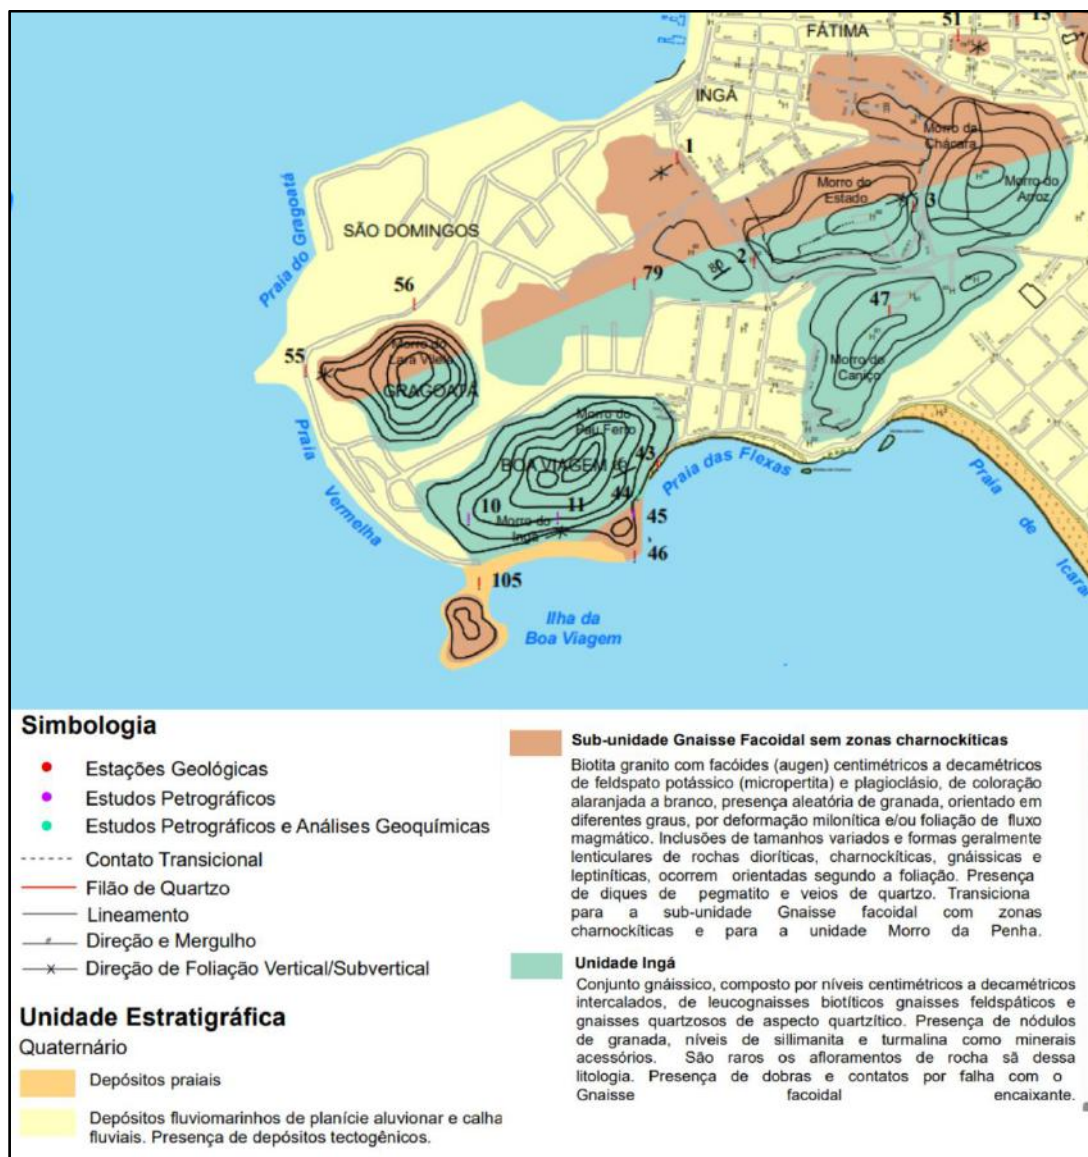 51
15
FÁTIMA
INGÁ
1
Morro da
Chácara
Morro do
Estado
3
Morro do
Arroz
SÃO DOMINGOS
Praia do Gragoatá
2
79
56
47
55
Morro do
Lara Vilela
GRAGOATÁ
Morro do
Caniço
Morro do
Pau Ferro
BOA VIAGEM
43
Praia das Flexas
Praia
Vermelha
44
10
11
Morro do
Ingá
45
46
Praia
de
Icaraí
105
Ilha da
Boa Viagem
Simbologia
Estações Geológicas
Estudos Petrográficos
Estudos Petrográficos e Análises Geoquímicas
Contato Transicional
Filão de Quartzo
Lineamento
Direção e Mergulho
Direção de Foliação Vertical/Subvertical
Unidade Estratigráfica
Quaternário
Depósitos praiais
Depósitos fluviomarinhos de planície aluvionar e calha
fluviais. Presença de depósitos tectogênicos.
Sub-unidade Gnaisse Facoidal sem zonas charnockíticas
Biotita granito com facóides (augen) centimétricos a decamétricos
de feldspato potássico (micropertita) e plagioclásio, de coloração
alaranjada a branco, presença aleatória de granada, orientado em
diferentes graus, por deformação milonítica e/ou foliação de fluxo
magmático. Inclusões de tamanhos variados e formas geralmente
lenticulares de rochas dioríticas, charnockíticas, gnáissicas e
leptiníticas, ocorrem orientadas segundo a foliação. Presença
de diques de pegmatito e veios de quartzo. Transiciona
para a sub-unidade Gnaisse facoidal com zonas
charnockíticas e para a unidade Morro da Penha.
Unidade Ingá
Conjunto gnáissico, composto por níveis centimétricos a decamétricos
intercalados, de leucognaisses biotíticos gnaisses feldspáticos e
gnaisses quartzosos de aspecto quartzítico. Presença de nódulos
de granada, níveis de sillimanita e turmalina como minerais
acessórios. São raros os afloramentos de rocha sã dessa
litologia. Presença de dobras e contatos por falha com o
Gnaisse facoidal encaixante.